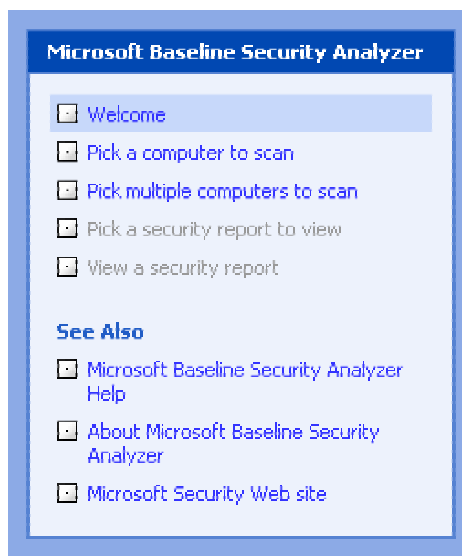 Microsoft Baseline Security Analyzer
Welcome
Pick a computer to scan
Pick multiple computers to scan
Pick a security report to view
View a security report
See Also
Microsoft Baseline Security Analyzer
Help
About Microsoft Baseline Security
Analyzer
Microsoft Security Web site